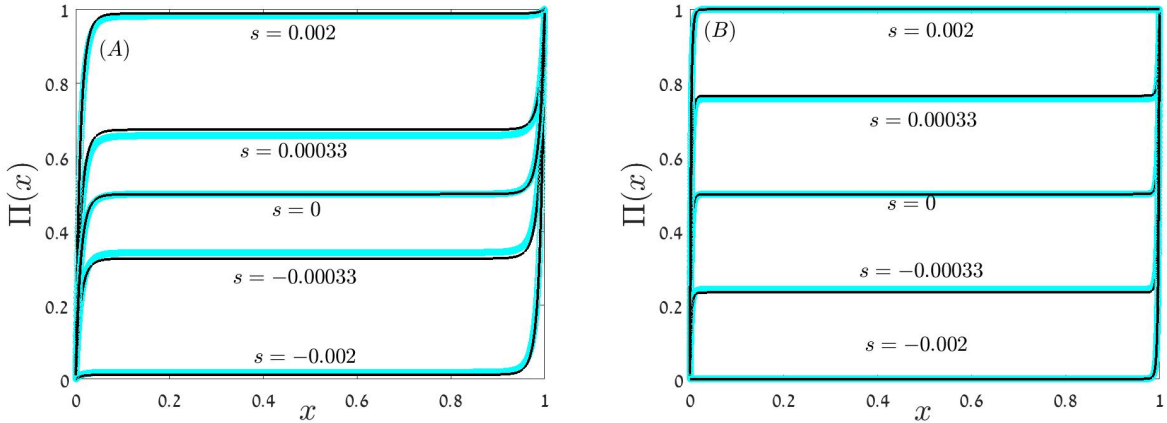 (A)
1
0.8
0.6
0.4
0.2
0
0
0.2
0.4
0.6
0.8
1
Π(x)
x
s = 0.002
s = 0.00033
s = 0
s = −0.00033
s = −0.002
(B)
1
0.8
0.6
0.4
0.2
0
0
0.2
0.4
0.6
0.8
1
Π(x)
x
s = 0.002
s = 0.00033
s = 0
s = −0.00033
s = −0.002